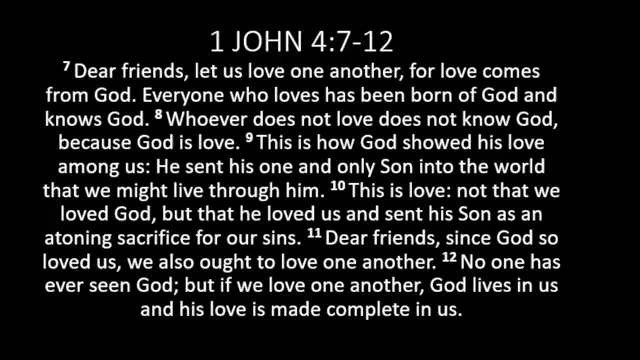 1 JOHN 4:7-12
⁷ Dear friends, let us love one another, for love comes
from God. Everyone who loves has been born of God and
knows God. ⁸ Whoever does not love does not know God,
because God is love. ⁹ This is how God showed his love
among us: He sent his one and only Son into the world
that we might live through him. ¹⁰ This is love: not that we
loved God, but that he loved us and sent his Son as an
atoning sacrifice for our sins. ¹¹ Dear friends, since God so
loved us, we also ought to love one another. ¹² No one has
ever seen God; but if we love one another, God lives in us
and his love is made complete in us.